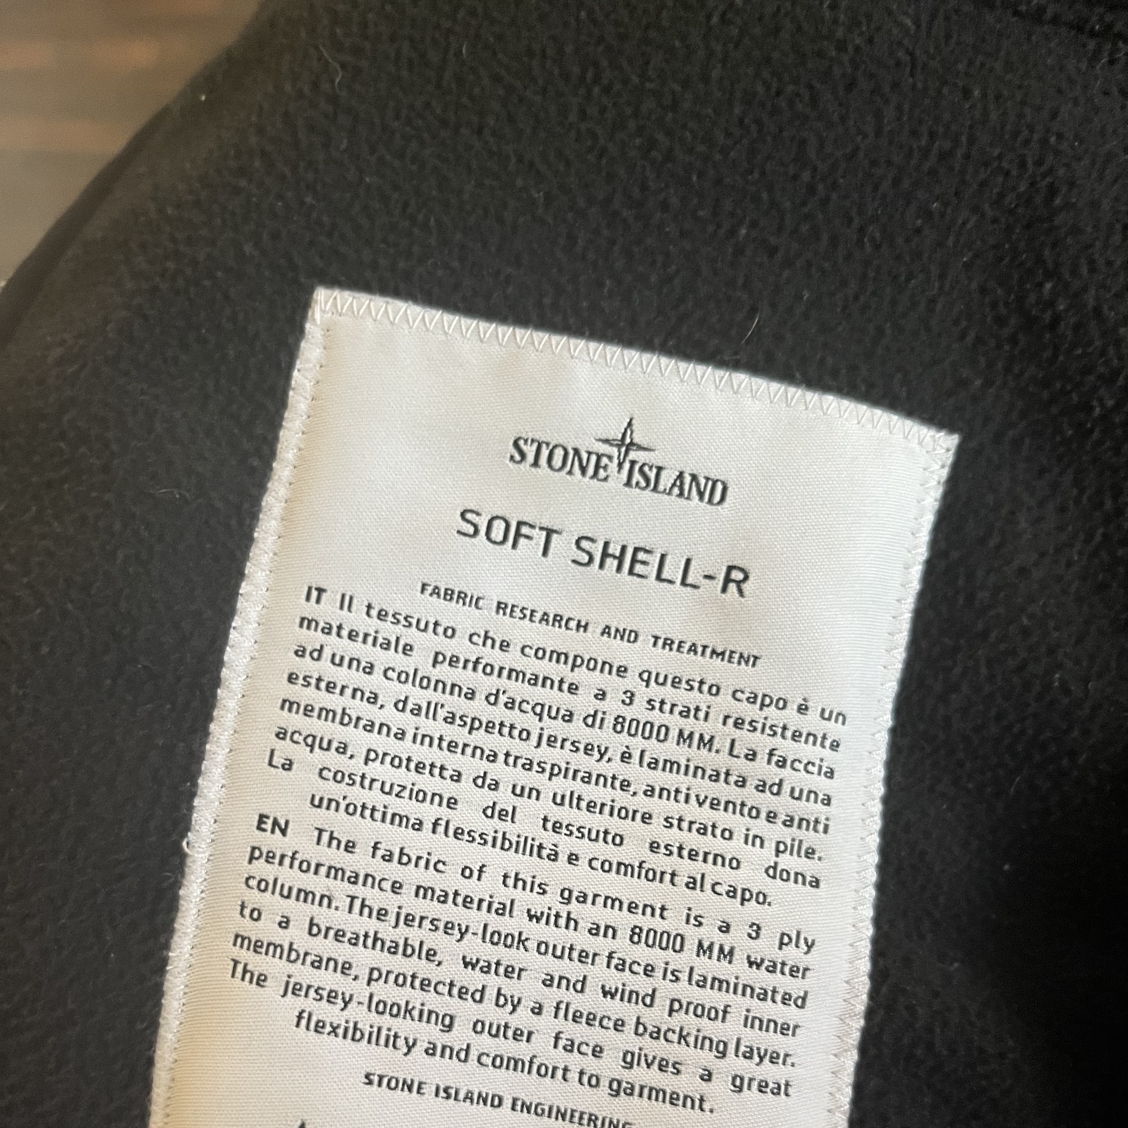 STONE ISLAND
SOFT SHELL-R
FABRIC RESEARCH AND TREATMENT
IT Il tessuto che compone questo capo è un
materiale performante a 3 strati resistente
ad una colonna d'acqua di 8000 MM. La faccia
esterna, dall'aspetto jersey, è laminata ad una
membrana interna traspirante, antivento e anti
acqua, protetta da un ulteriore strato in pile.
La costruzione del tessuto esterno dona
un'ottima flessibilità e comfort al capo.
EN The fabric of this garment is a 3 ply
performance material with an 8000 MM water
column. The jersey-look outer face is laminated
to a breathable, water and wind proof inner
membrane, protected by a fleece backing layer.
The jersey-looking outer face gives a great
flexibility and comfort to garment.
STONE ISLAND ENGINEERING